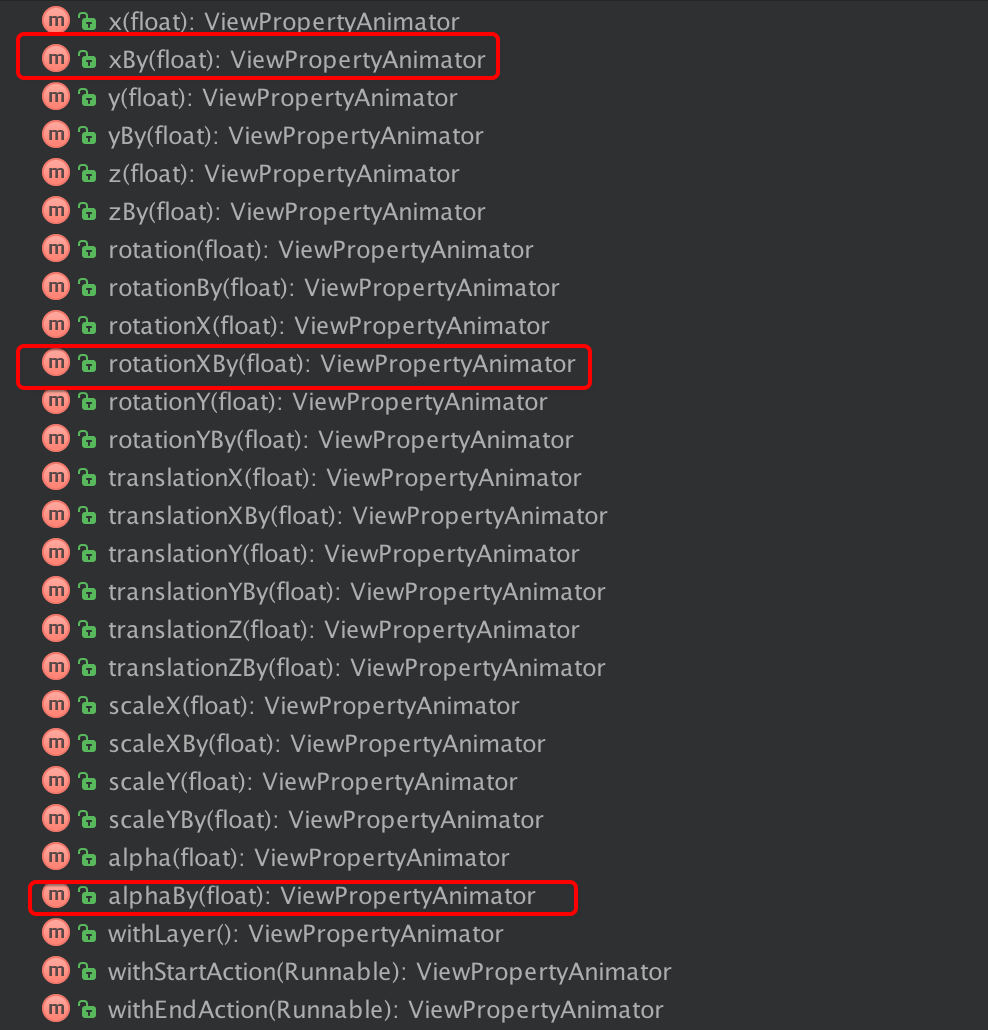 m x(float): ViewPropertyAnimator
m xBy(float): ViewPropertyAnimator
m y(float): ViewPropertyAnimator
m yBy(float): ViewPropertyAnimator
m z(float): ViewPropertyAnimator
m zBy(float): ViewPropertyAnimator
m rotation(float): ViewPropertyAnimator
m rotationBy(float): ViewPropertyAnimator
m rotationX(float): ViewPropertyAnimator
m rotationXBy(float): ViewPropertyAnimator
m rotationY(float): ViewPropertyAnimator
m rotationYBy(float): ViewPropertyAnimator
m translationX(float): ViewPropertyAnimator
m translationXBy(float): ViewPropertyAnimator
m translationY(float): ViewPropertyAnimator
m translationYBy(float): ViewPropertyAnimator
m translationZ(float): ViewPropertyAnimator
m translationZBy(float): ViewPropertyAnimator
m scaleX(float): ViewPropertyAnimator
m scaleXBy(float): ViewPropertyAnimator
m scaleY(float): ViewPropertyAnimator
m scaleYBy(float): ViewPropertyAnimator
m alpha(float): ViewPropertyAnimator
m alphaBy(float): ViewPropertyAnimator
m withLayer(): ViewPropertyAnimator
m withStartAction(Runnable): ViewPropertyAnimator
m withEndAction(Runnable): ViewPropertyAnimator